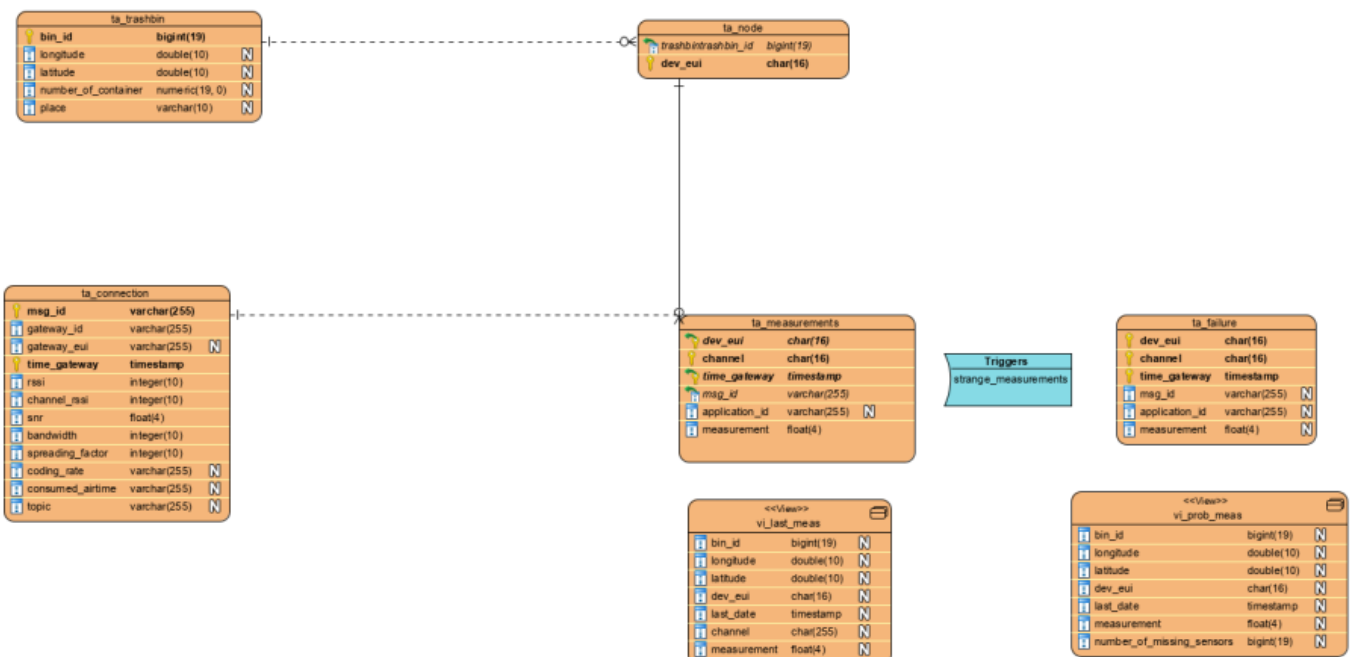 ta_trashbin
bin_id bigint(19)
longitude double(10) N
latitude double(10) N
number_of_container numeric(19, 0) N
place varchar(10) N
ta_node
trashbintrashbin_id bigint(19)
dev_eui char(16)
ta_connection
msg_id varchar(255)
gateway_id varchar(255)
gateway_eui varchar(255) N
time_gateway timestamp
rssi integer(10)
channel_rssi integer(10)
snr float(4)
bandwidth integer(10)
spreading_factor integer(10)
coding_rate varchar(255) N
consumed_airtime varchar(255) N
topic varchar(255) N
ta_measurements
dev_eui char(16)
channel char(16)
time_gateway timestamp
msg_id varchar(255)
application_id varchar(255) N
measurement float(4)
Triggers
strange_measurements
ta_failure
dev_eui char(16)
channel char(16)
time_gateway timestamp
msg_id varchar(255) N
application_id varchar(255) N
measurement float(4) N
<<View>>
vi_last_meas
bin_id bigint(19) N
longitude double(10) N
latitude double(10) N
dev_eui char(16) N
last_date timestamp N
channel char(255) N
measurement float(4) N
<<View>>
vi_prob_meas
bin_id bigint(19) N
longitude double(10) N
latitude double(10) N
dev_eui char(16) N
last_date timestamp N
measurement float(4) N
number_of_missing_sensors bigint(19) N